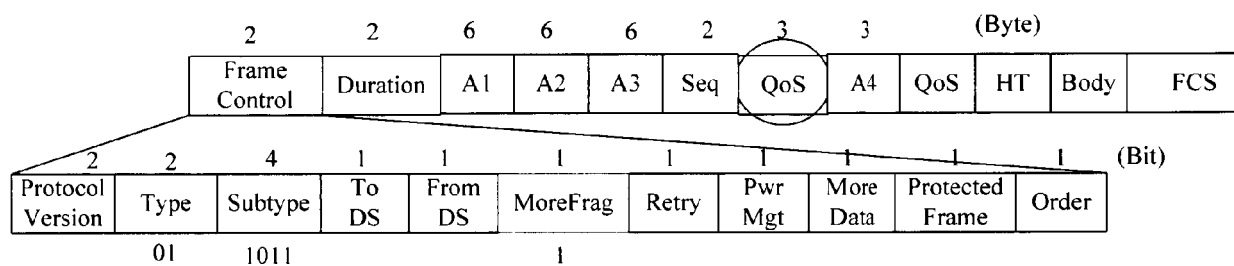 2 2 6 6 6 2 3 3 (Byte)
Frame Control Duration A1 A2 A3 Seq QoS A4 QoS HT Body FCS
2 2 4 1 1 1 1 1 1 1 1 (Bit)
Protocol Version Type Subtype To DS From DS MoreFrag Retry Pwr Mgt More Data Protected Frame Order
01 1011 1